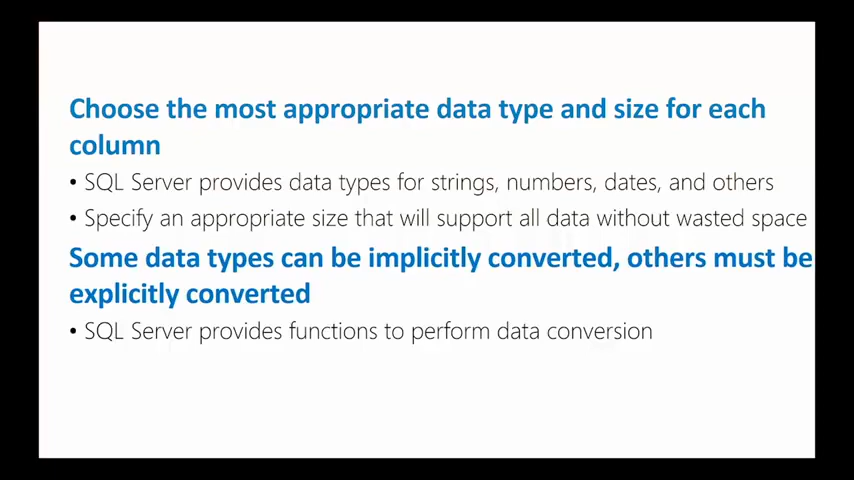 Choose the most appropriate data type and size for each
column
• SQL Server provides data types for strings, numbers, dates, and others
• Specify an appropriate size that will support all data without wasted space
Some data types can be implicitly converted, others must be
explicitly converted
• SQL Server provides functions to perform data conversion